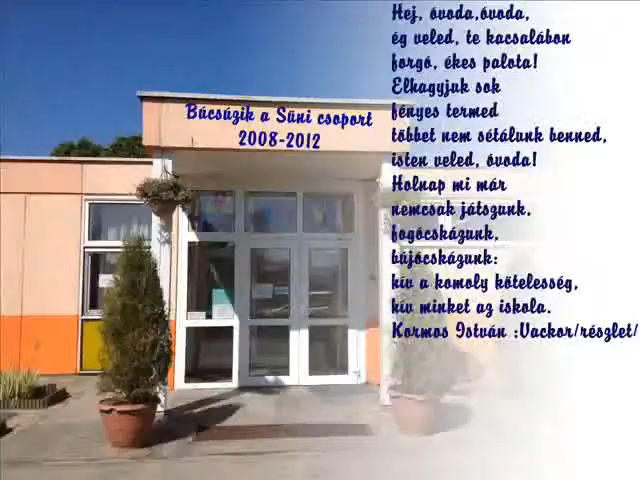 Búcsúzik a Süni csoport
2008-2012
Hej, óvoda,óvoda,
ég veled, te kacsalábon
forgó, ékes palota!
Elhagyjuk sok
fényes termed
többet nem sétálunk benned,
isten veled, óvoda!
Holnap mi már
nemcsak játszunk,
fogócskázunk,
bújócskázunk:
hív a komoly kötelesség,
hív minket az iskola.
Kormos István :Vackor/részlet/